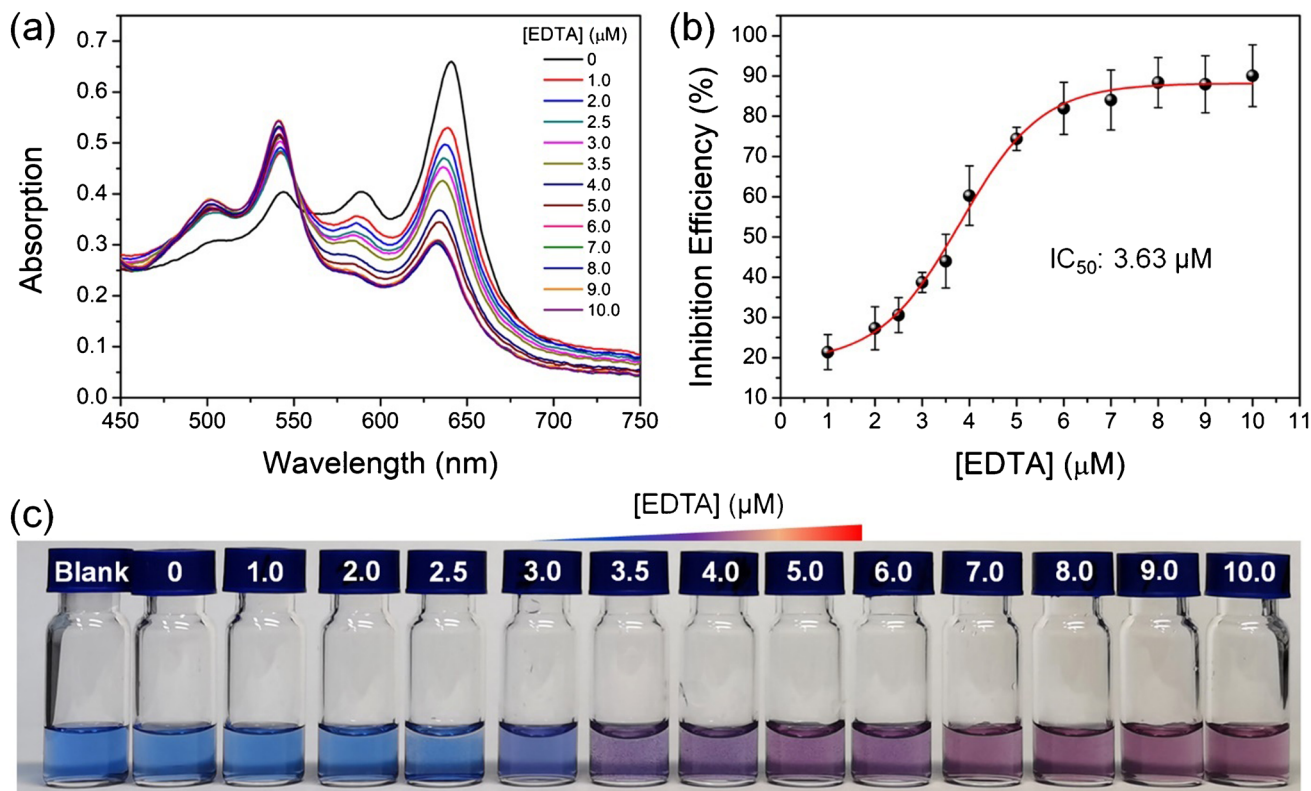 (a)
0.7
0.6
0.5
0.4
0.3
0.2
0.1
0.0
Absorption
450 500 550 600 650 700 750
Wavelength (nm)
[EDTA] (μM)
0
1.0
2.0
2.5
3.0
3.5
4.0
5.0
6.0
7.0
8.0
9.0
10.0
(b)
100
90
80
70
60
50
40
30
20
10
Inhibition Efficiency (%)
IC50: 3.63 μM
0 1 2 3 4 5 6 7 8 9 10 11
[EDTA] (μM)
(c)
[EDTA] (μM)
Blank 0 1.0 2.0 2.5 3.0 3.5 4.0 5.0 6.0 7.0 8.0 9.0 10.0